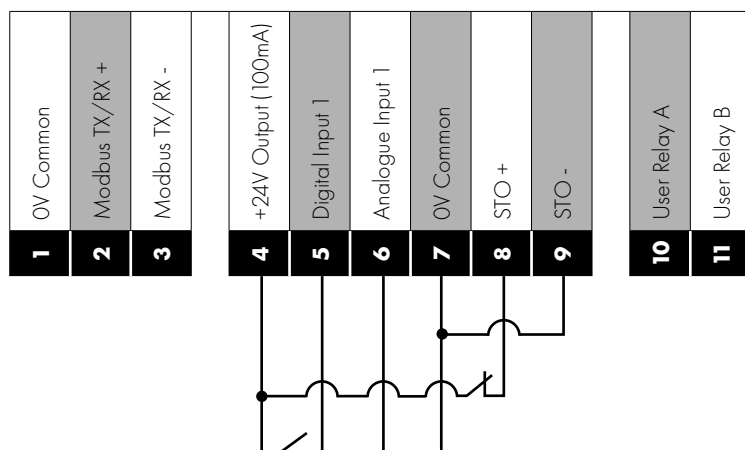 0V Common
Modbus TX/RX +
Modbus TX/RX -
+24V Output (100mA)
Digital Input 1
Analogue Input 1
0V Common
STO +
STO -
User Relay A
User Relay B
1
2
3
4
5
6
7
8
9
10
11